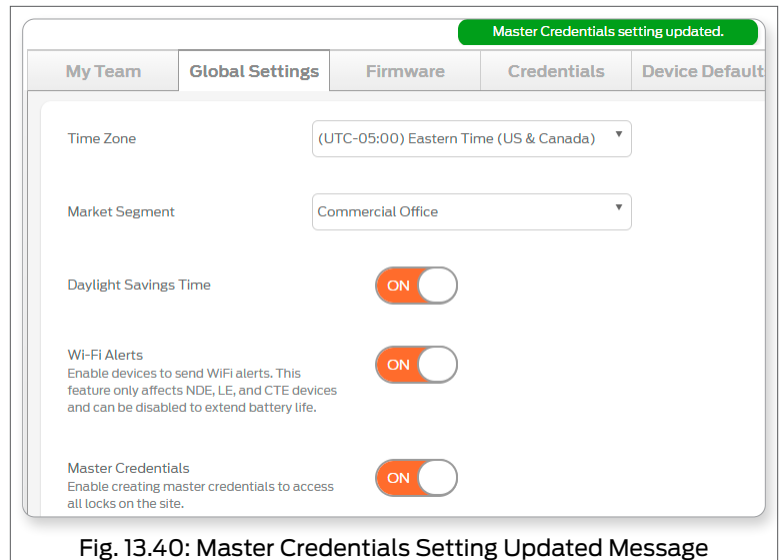 Master Credentials setting updated.
My Team Global Settings Firmware Credentials Device Default
Time Zone (UTC-05:00) Eastern Time (US & Canada)
Market Segment Commercial Office
Daylight Savings Time ON
Wi-Fi Alerts
Enable devices to send WiFi alerts. This
feature only affects NDE, LE, and CTE devices
and can be disabled to extend battery life.
ON
Master Credentials
Enable creating master credentials to access
all locks on the site.
ON
Fig. 13.40: Master Credentials Setting Updated Message